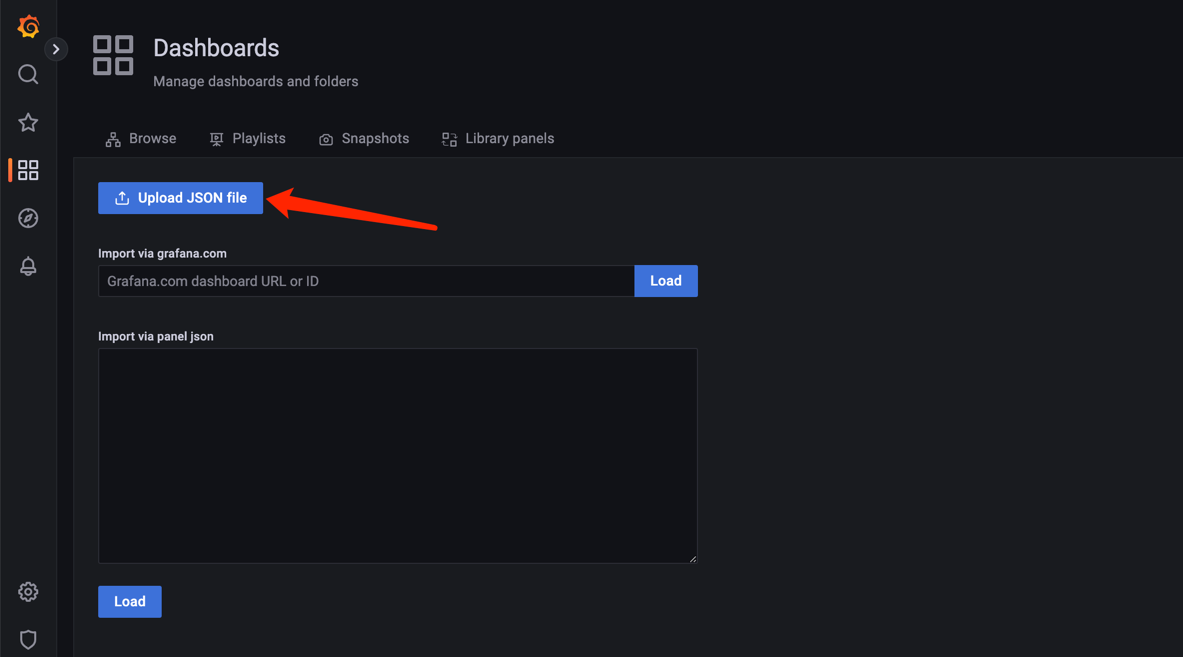 Dashboards
Manage dashboards and folders
Browse Playlists Snapshots Library panels
Upload JSON file
Import via grafana.com
Grafana.com dashboard URL or ID Load
Import via panel json
Load